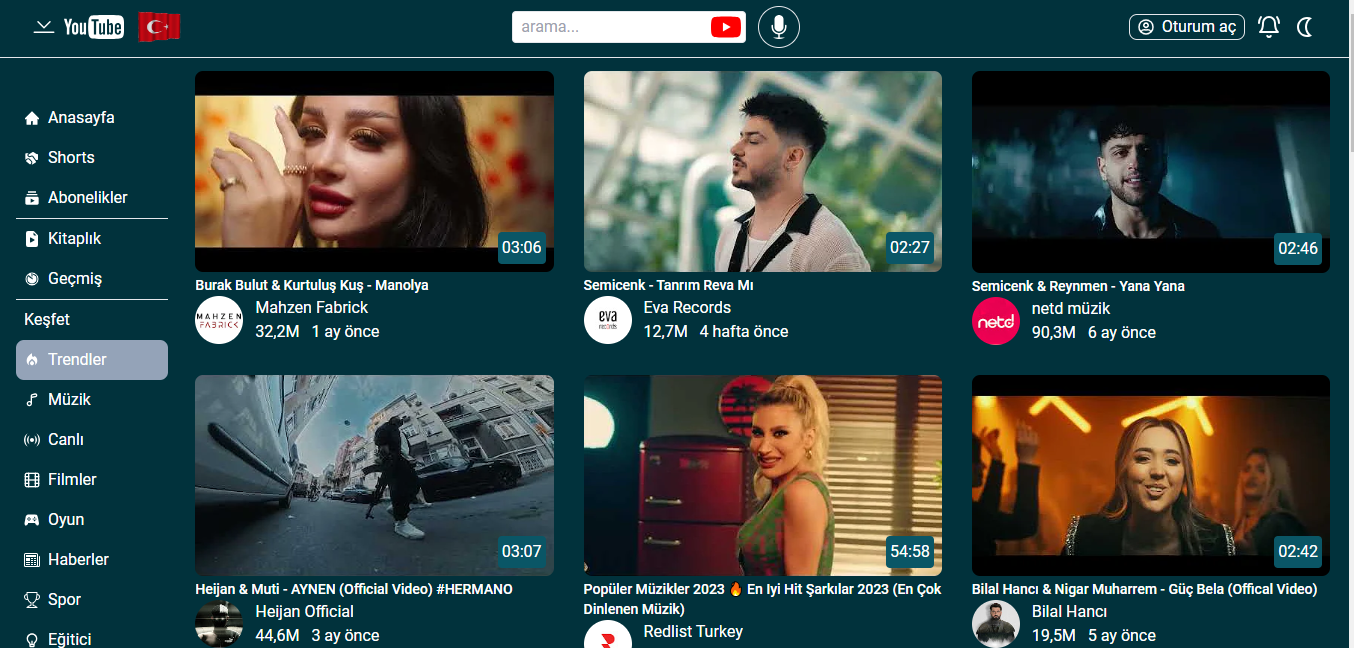 YouTube
arama...
Oturum aç
Anasayfa
Shorts
Abonelikler
Kitaplık
Geçmiş
Keşfet
Trendler
Müzik
Canlı
Filmler
Oyun
Haberler
Spor
Eğitici
03:06
Burak Bulut & Kurtuluş Kuş - Manolya
MAHZEN
FABRICK
Mahzen Fabrick
32,2M 1 ay önce
02:27
Semicenk - Tanrım Reva Mı
eva
records
Eva Records
12,7M 4 hafta önce
02:46
Semicenk & Reynmen - Yana Yana
netd
netd müzik
90,3M 6 ay önce
03:07
Heijan & Muti - AYNEN (Official Video) #HERMANO
Heijan Official
44,6M 3 ay önce
54:58
Popüler Müzikler 2023 🔥 En Iyi Hit Şarkılar 2023 (En Çok
Dinlenen Müzik)
Redlist Turkey
02:42
Bilal Hancı & Nigar Muharrem - Güç Bela (Offical Video)
Bilal Hancı
19,5M 5 ay önce